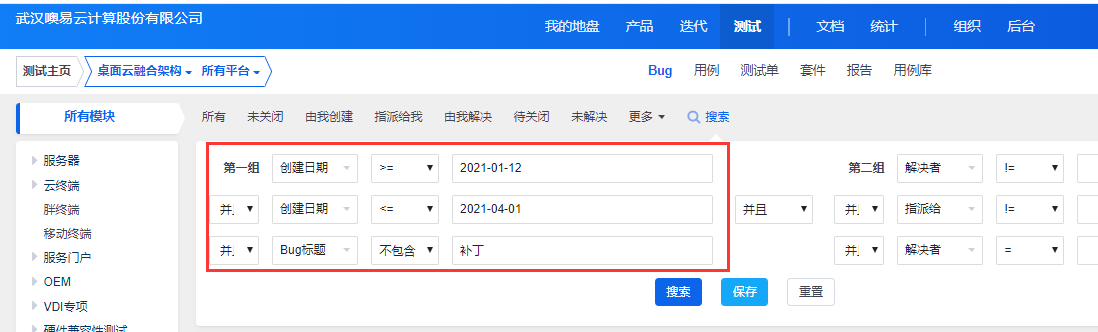 武汉噢易云计算股份有限公司
我的地盘 产品 迭代 测试 文档 统计 组织 后台
测试主页 桌面云融合架构 所有平台 Bug 用例 测试单 套件 报告 用例库
所有模块 所有 未关闭 由我创建 指派给我 由我解决 待关闭 未解决 更多 搜索
服务器 第一组 创建日期 >= 2021-01-12 第二组 解决者 !=
云终端
胖终端 创建日期 <= 2021-04-01 并且 指派给 !=
移动终端
服务门户 Bug标题 不包含 补丁 解决者 =
OEM 搜索 保存 重置
VDI专项
硬件兼容性测试